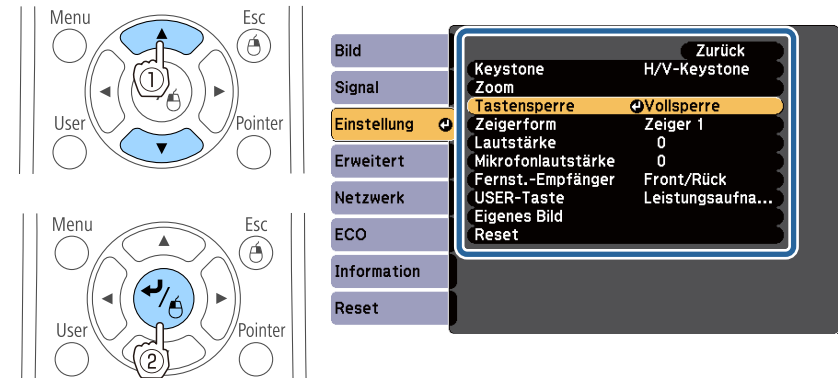 Menu
Esc
1
User
Pointer
Menu
Esc
User
Pointer
2
Bild
Signal
Einstellung
Erweitert
Netzwerk
ECO
Information
Reset
Zurück
Keystone H/V-Keystone
Zoom
Tastensperre Vollsperre
Zeigerform Zeiger 1
Lautstärke 0
Mikrofonlautstärke 0
Fernst.-Empfänger Front/Rück
USER-Taste Leistungsaufna...
Eigenes Bild
Reset